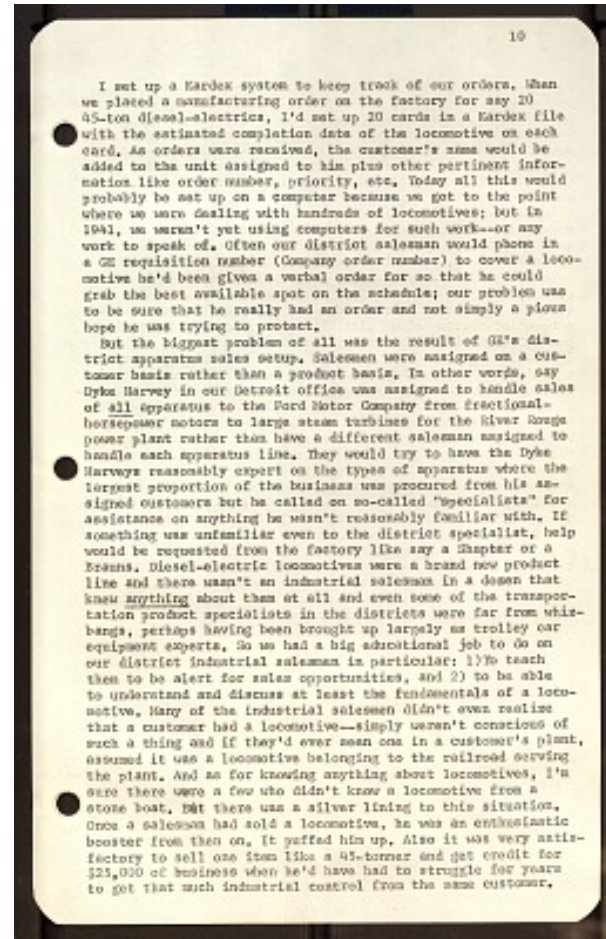 10
I set up a Kardex system to keep track of our orders. When
we placed a manufacturing order on the factory for say 20
45-ton diesel-electrics, I'd set up 20 cards in a Kardex file
with the estimated completion date of the locomotive on each
card. As orders were received, the customer's name would be
added to the unit assigned to him plus other pertinent infor-
mation like order number, priority, etc. Today all this would
probably be set up on a computer because we got to the point
where we were dealing with hundreds of locomotives; but in
1941, we weren't yet using computers for such work--or any
work to speak of. Often our district salesman would phone in
a GE requisition number (Company order number) to cover a loco-
motive he'd been given a verbal order for so that he could
grab the best available spot on the schedule; our problem was
to be sure that he really had an order and not simply a pious
hope he was trying to protect.
But the biggest problem of all was the result of GE's dis-
trict apparatus sales setup. Salesmen were assigned on a cus-
tomer basis rather than a product basis. In other words, say
Dyke Harvey in our Detroit office was assigned to handle sales
of all apparatus to the Ford Motor Company from fractional-
horsepower motors to large steam turbines for the River Rouge
power plant rather than have a different salesman assigned to
handle each apparatus line. They would try to have the Dyke
Harveys reasonably expert on the types of apparatus where the
largest proportion of the business was procured from his as-
signed customers but he called on so-called "specialists" for
assistance on anything he wasn't reasonably familiar with. If
something was unfamiliar even to the district specialist, help
would be requested from the factory like say a Shapter or a
Brauns. Diesel-electric locomotives were a brand new product
line and there wasn't an industrial salesman in a dozen that
knew anything about them at all and even some of the transpor-
tation product specialists in the districts were far from whiz-
bangs, perhaps having been brought up largely as trolley car
equipment experts. So we had a big educational job to do on
our district industrial salesmen in particular: 1)To teach
them to be alert for sales opportunities, and 2) to be able
to understand and discuss at least the fundamentals of a loco-
motive. Many of the industrial salesmen didn't even realize
that a customer had a locomotive--simply weren't conscious of
such a thing and if they'd ever seen one in a customer's plant,
assumed it was a locomotive belonging to the railroad serving
the plant. And as for knowing anything about locomotives, I'm
sure there were a few who didn't know a locomotive from a
stone boat. But there was a silver lining to this situation.
Once a salesman had sold a locomotive, he was an enthusiastic
booster from then on. It puffed him up. Also it was very satis-
factory to sell one item like a 45-tonner and get credit for
$25,000 of business when he'd have had to struggle for years
to get that much industrial control from the same customer.